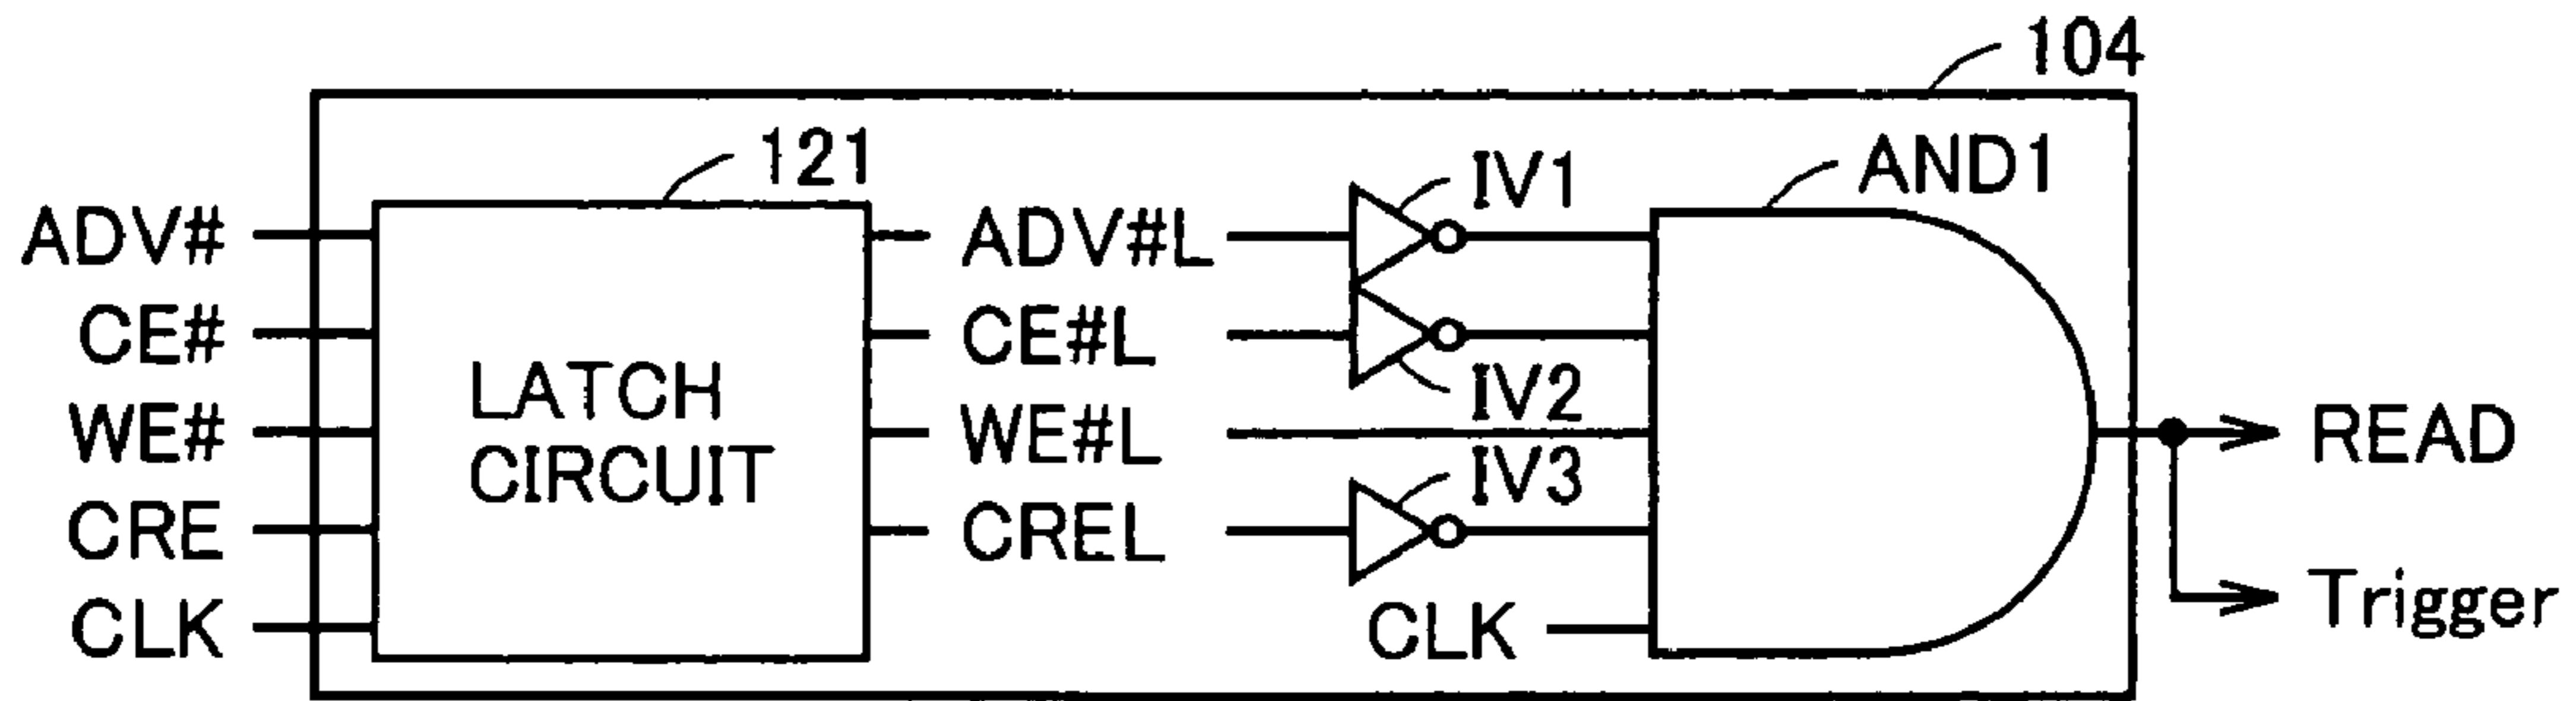 104
121
IV1
AND1
ADV#
ADV#L
CE#
CE#L
IV2
LATCH
CIRCUIT
WE#
WE#L
READ
IV3
CRE
CREL
CLK
CLK
Trigger